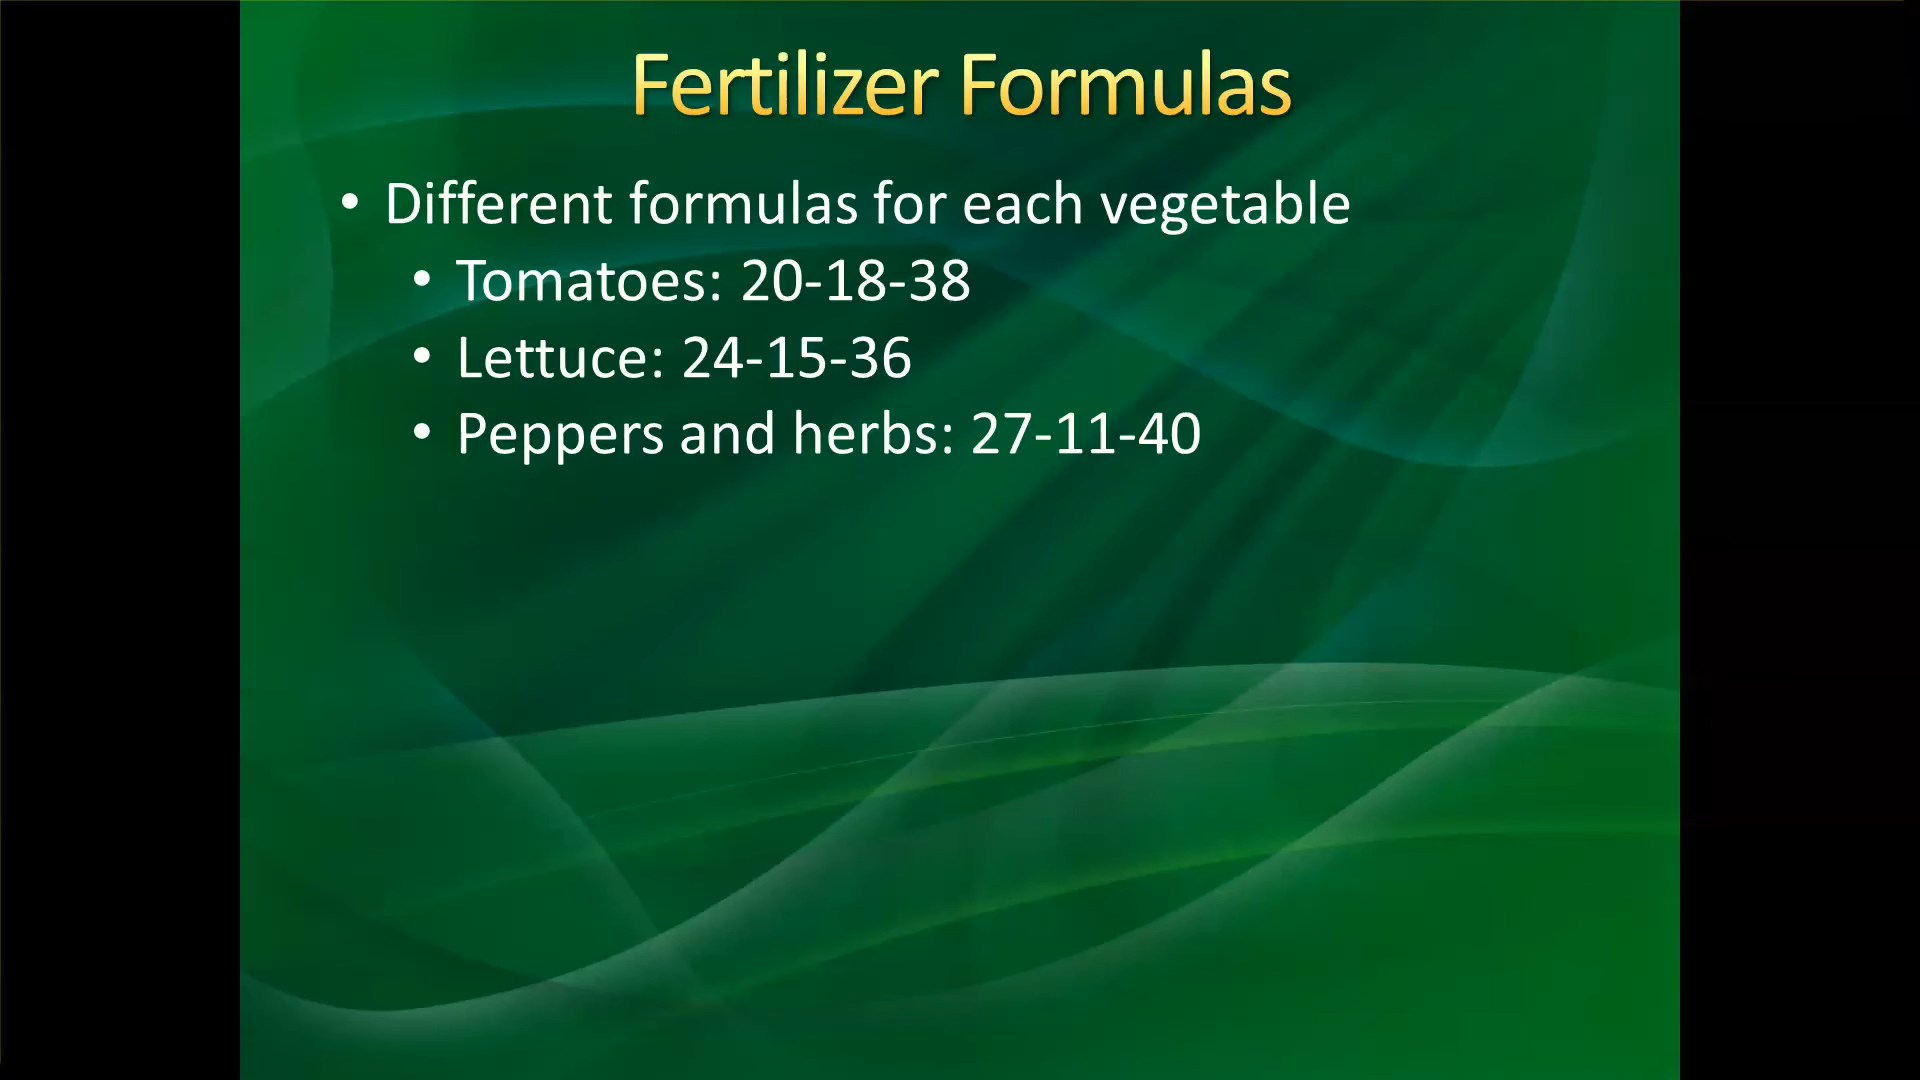 Fertilizer Formulas
• Different formulas for each vegetable
• Tomatoes: 20-18-38
• Lettuce: 24-15-36
• Peppers and herbs: 27-11-40